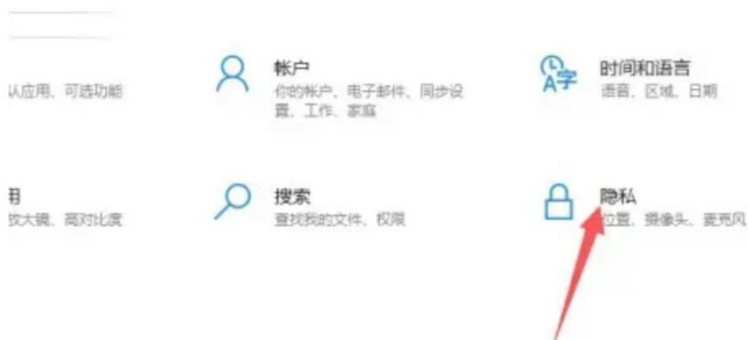 帐户
时间和语言
认应用、可选功能
你的帐户、电子邮件、同步设
置、工作、家庭
语音、区域、日期
用
搜索
隐私
放大镜、高对比度
查找我的文件、权限
位置、摄像头、麦克风